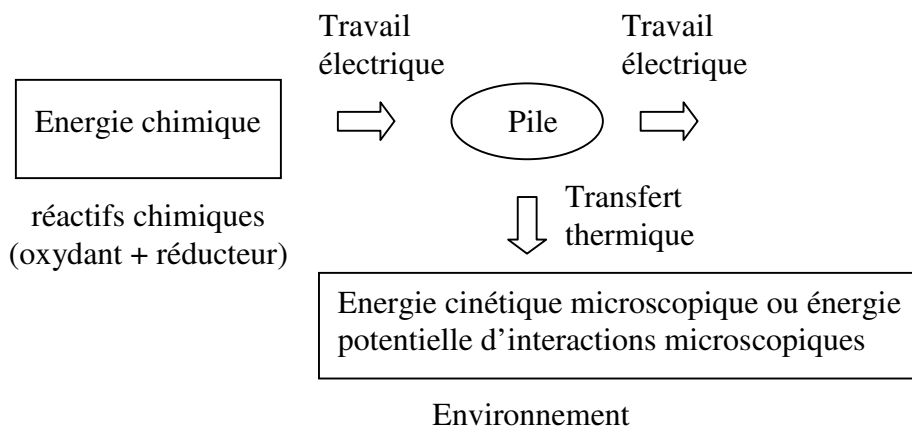 Travail
électrique
Travail
électrique
Energie chimique
Pile
réactifs chimiques
(oxydant + réducteur)
Transfert
thermique
Energie cinétique microscopique ou énergie
potentielle d'interactions microscopiques
Environnement